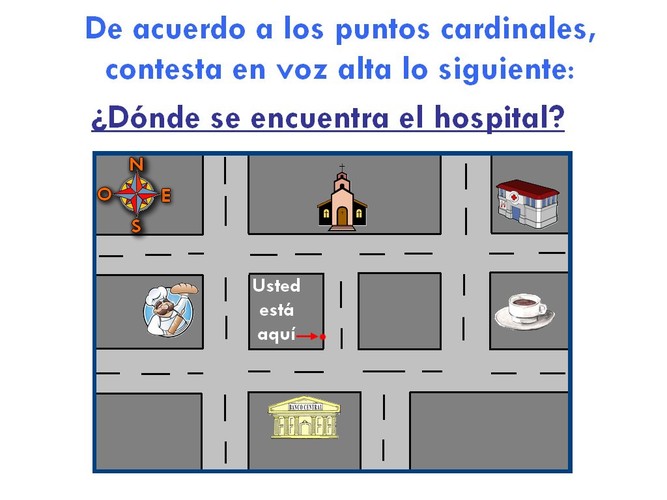 De acuerdo a los puntos cardinales,
contesta en voz alta lo siguiente:
¿Dónde se encuentra el hospital?
N
O E
S
Usted
está
aquí
BANCO CENTRAL